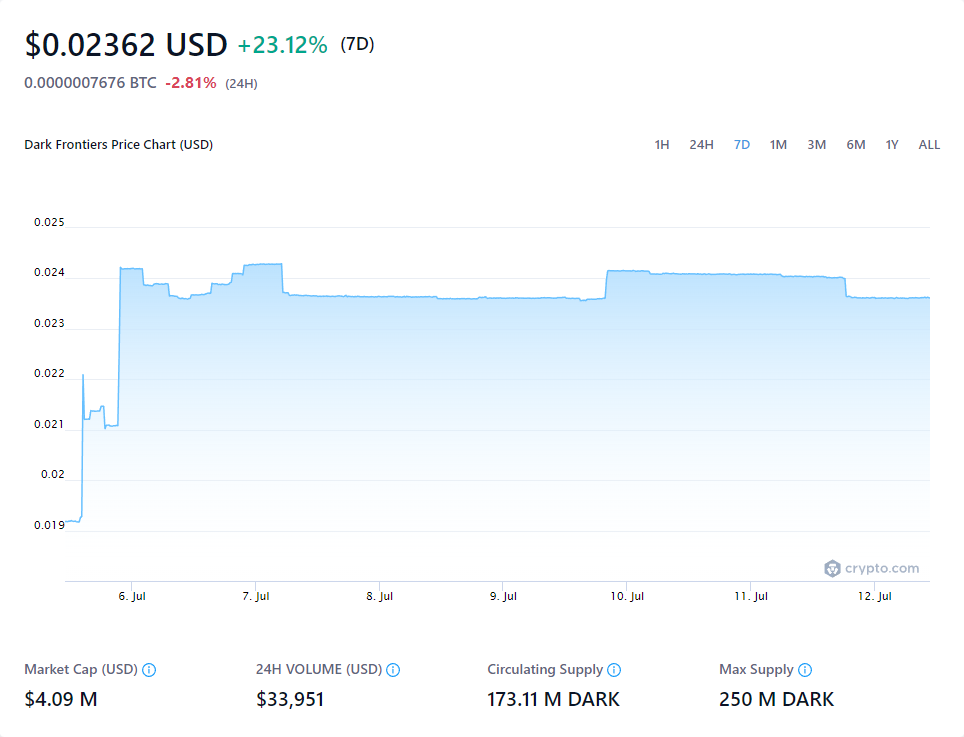 $0.02362 USD +23.12% (7D)
0.0000007676 BTC -2.81% (24H)
Dark Frontiers Price Chart (USD) 1H 24H 7D 1M 3M 6M 1Y ALL
0.025
0.024
0.023
0.022
0.021
0.02
0.019
crypto.com
6. Jul 7. Jul 8. Jul 9. Jul 10. Jul 11. Jul 12. Jul
Market Cap (USD) 24H VOLUME (USD) Circulating Supply Max Supply
$4.09 M $33,951 173.11 M DARK 250 M DARK